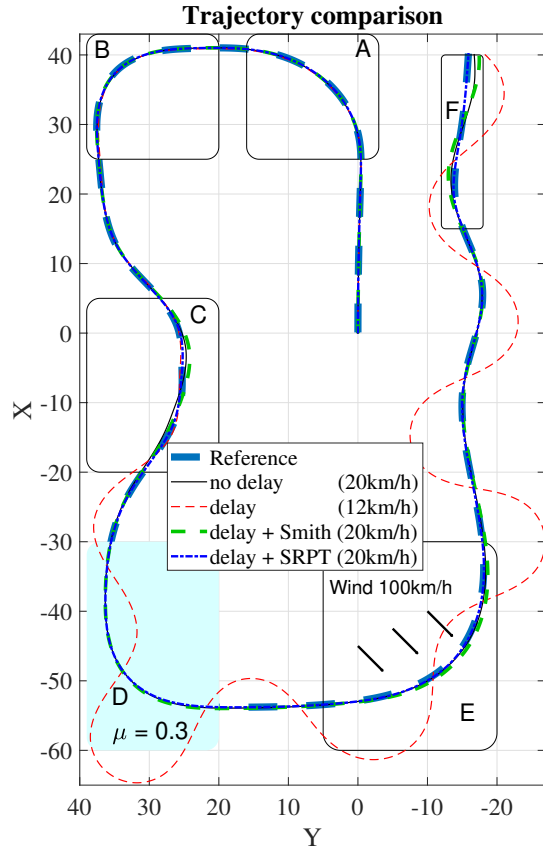 Trajectory comparison
B
A
F
C
Reference
no delay (20km/h)
delay (12km/h)
delay + Smith (20km/h)
delay + SRPT (20km/h)
Wind 100km/h
D
E
μ = 0.3
X
40
30
20
10
0
-10
-20
-30
-40
-50
-60
40 30 20 10 0 -10 -20
Y